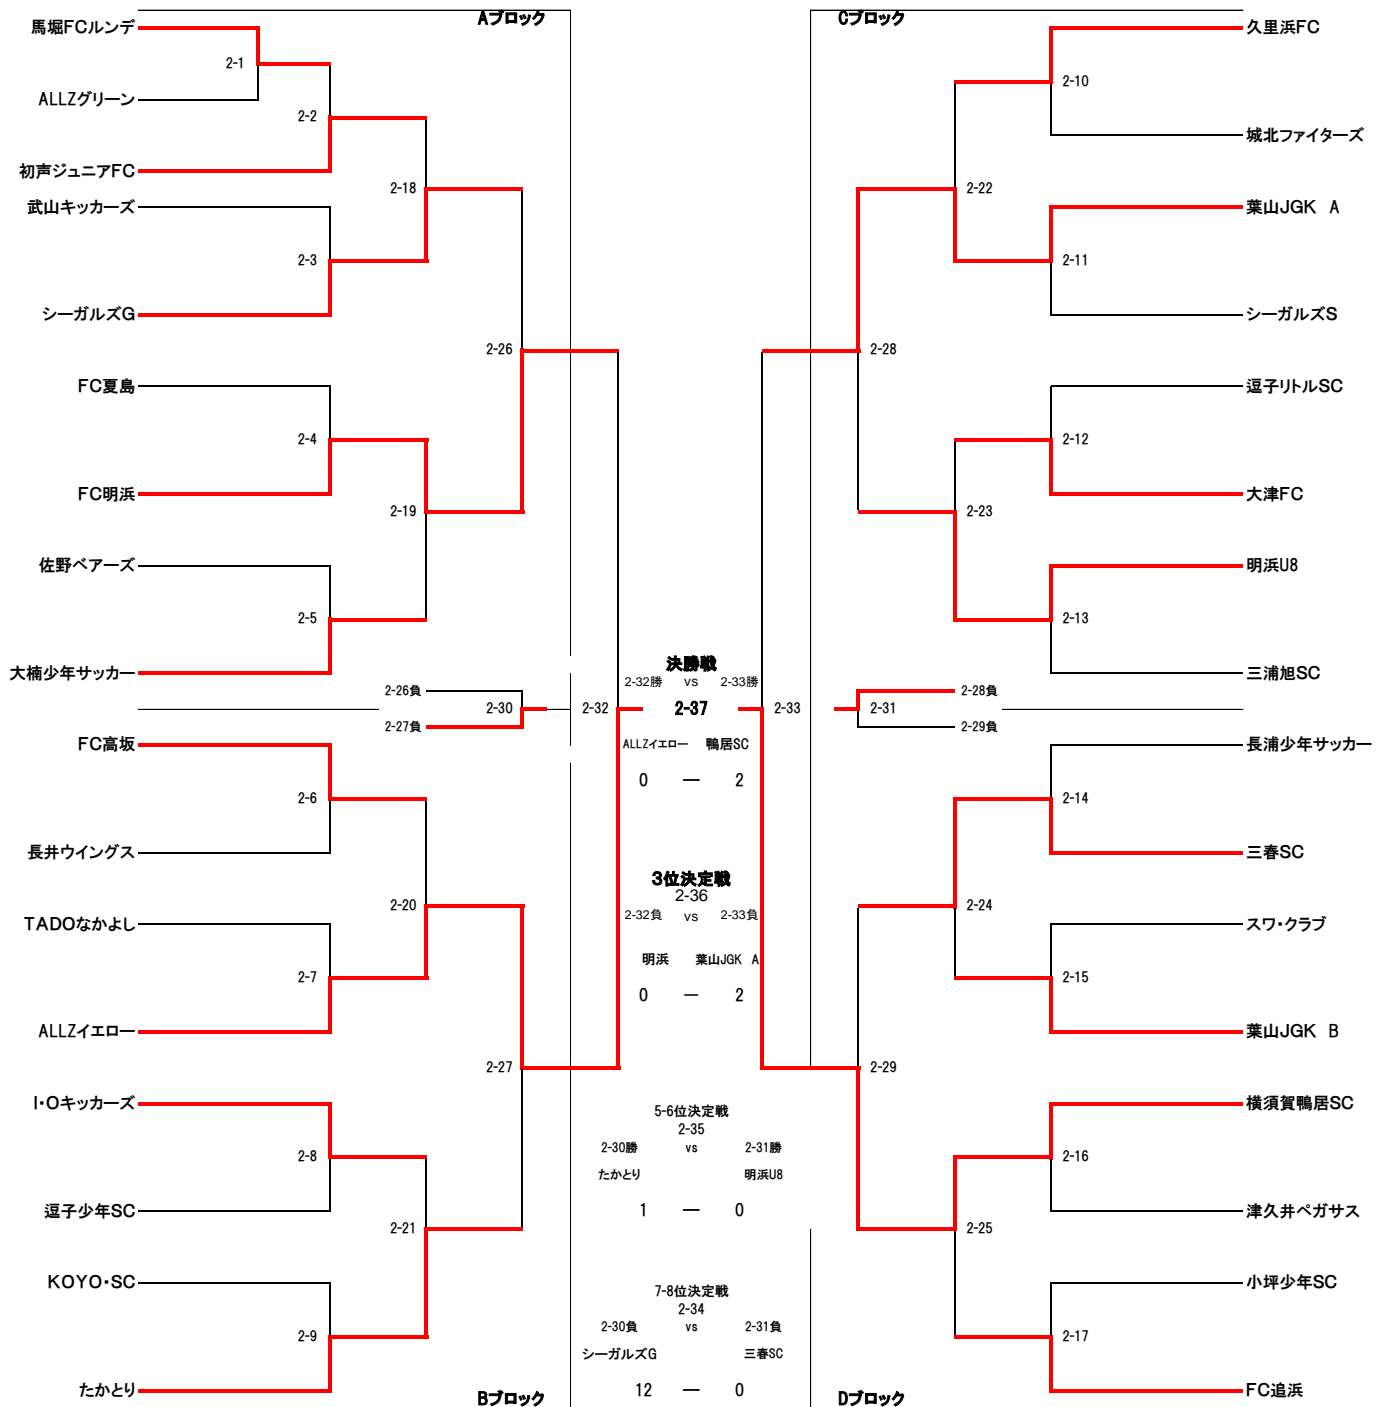 Aブロック
Cブロック
馬堀FCルンデ
久里浜FC
2-1
2-10
ALLZグリーン
2-2
城北ファイターズ
初声ジュニアFC
2-18
2-22
武山キッカーズ
葉山JGK A
2-3
2-11
シーガルズG
シーガルズS
2-26
2-28
FC夏島
逗子リトルSC
2-4
2-12
FC明浜
大津FC
2-19
2-23
佐野ベアーズ
明浜U8
2-5
2-13
大楠少年サッカー
三浦旭SC
決勝戦
2-32勝 vs 2-33勝
2-26負
2-28負
2-30
2-32
2-37
2-33
2-31
2-27負
2-29負
FC高坂
ALLZイエロー 鴨居SC
長浦少年サッカー
0 ― 2
2-6
2-14
長井ウイングス
三春SC
3位決定戦
2-36
2-20
2-32負 vs 2-33負
2-24
TADOなかよし
スワ・クラブ
明浜 葉山JGK A
2-7
2-15
0 ― 2
ALLZイエロー
葉山JGK B
2-27
2-29
I・Oキッカーズ
横須賀鴨居SC
5-6位決定戦
2-35
2-30勝 vs 2-31勝
2-8
2-16
たかとり 明浜U8
逗子少年SC
1 ― 0
津久井ペガサス
2-21
2-25
KOYO・SC
小坪少年SC
7-8位決定戦
2-34
2-30負 vs 2-31負
2-9
2-17
シーガルズG 三春SC
たかとり
12 ― 0
FC追浜
Bブロック
Dブロック